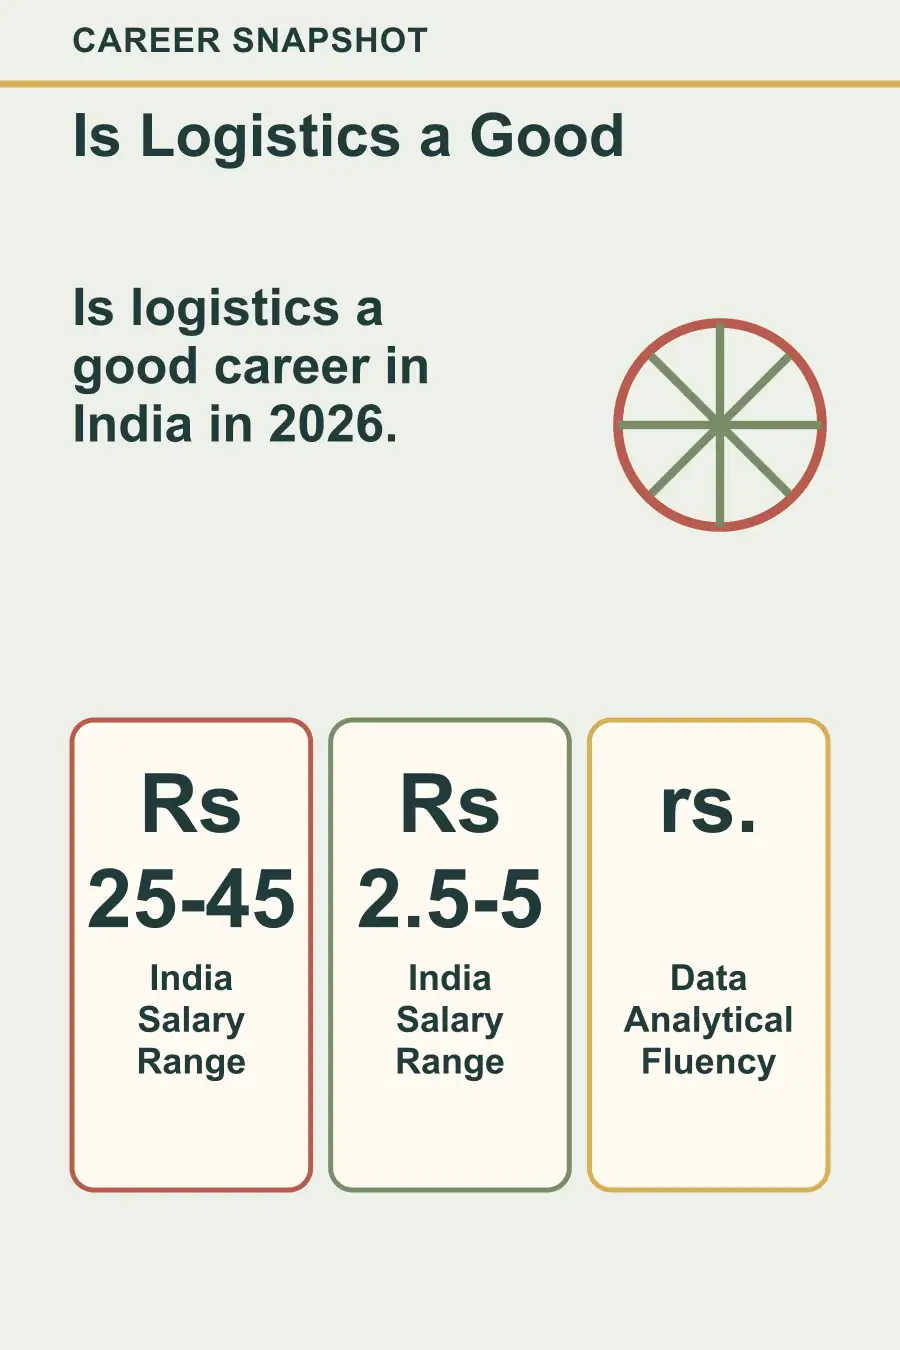 CAREER SNAPSHOT
Is Logistics a Good
Is logistics a
good career in
India in 2026.
Rs
25-45
India
Salary
Range
Rs
2.5-5
India
Salary
Range
rs.
Data
Analytical
Fluency